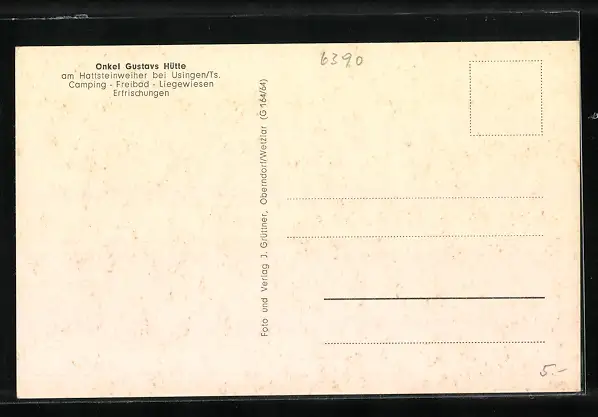 Onkel Gustavs Hütte
am Hattsteinweiher bei Usingen/Ts.
Camping - Freibad - Liegewiesen
Erfrischungen
6390
Foto und Verlag J. Grüttner, Oberndorf/Wetzlar (G 164/64)
5.-